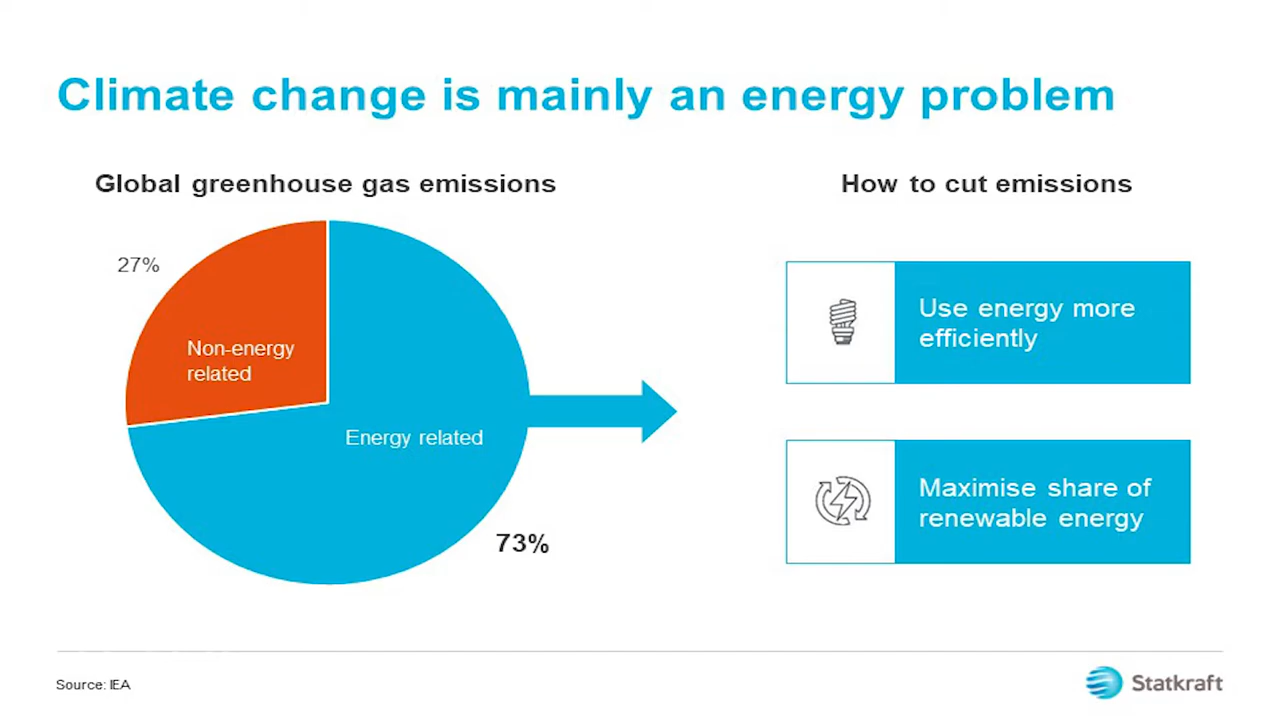 Climate change is mainly an energy problem
Global greenhouse gas emissions
27%
Non-energy
related
Energy related
73%
How to cut emissions
Use energy more
efficiently
Maximise share of
renewable energy
Source: IEA
Statkraft